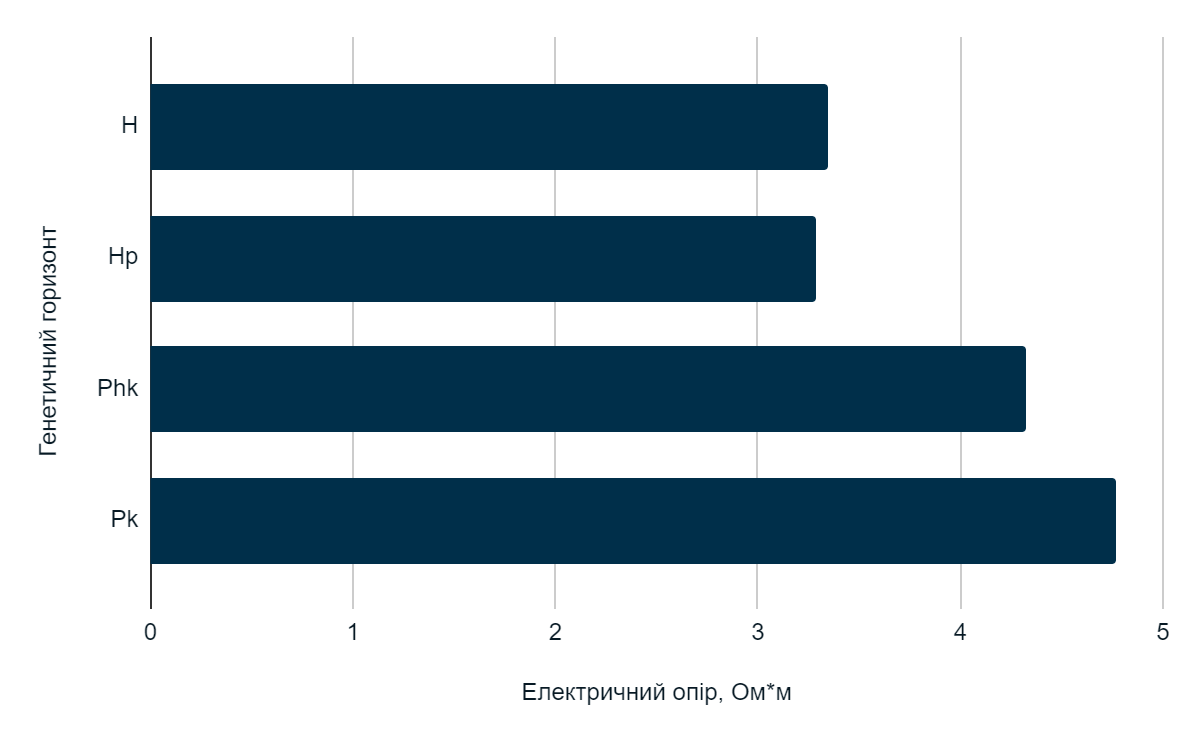 Генетичний горизонт
H
Hp
Phk
Pk
0 1 2 3 4 5
Електричний опір, Ом*м